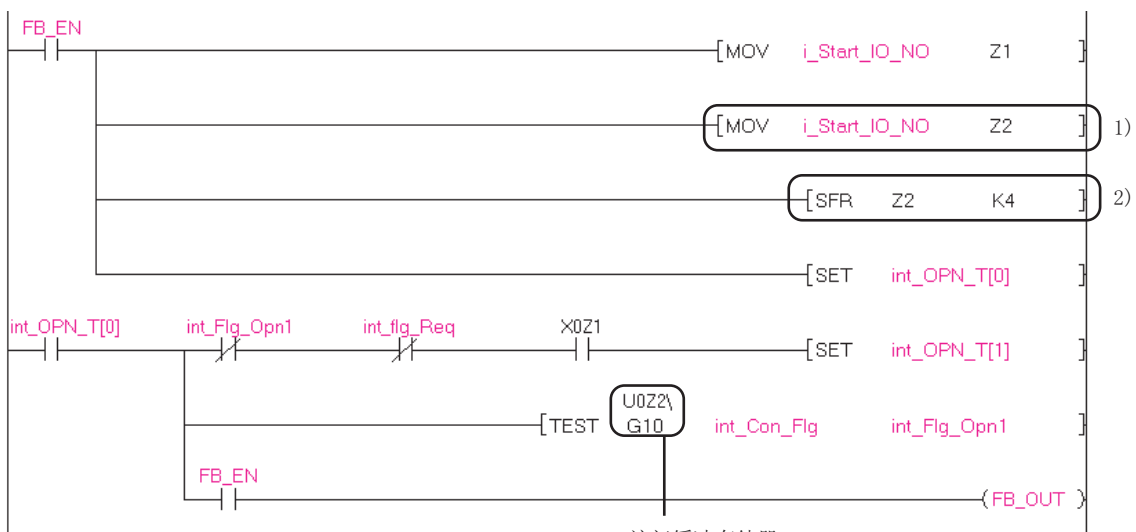 FB_EN
[MOV i_Start_IO_NO Z1 ]
[MOV i_Start_IO_NO Z2 ] 1)
[SFR Z2 K4 ] 2)
[SET int_OPN_T[0] ]
int_OPN_T[0] int_Flg_Opn1 int_flg_Req X0Z1
[SET int_OPN_T[1] ]
U0Z2\
[TEST G10 int_Con_Flg int_Flg_Opn1 ]
FB_EN
(FB_OUT )